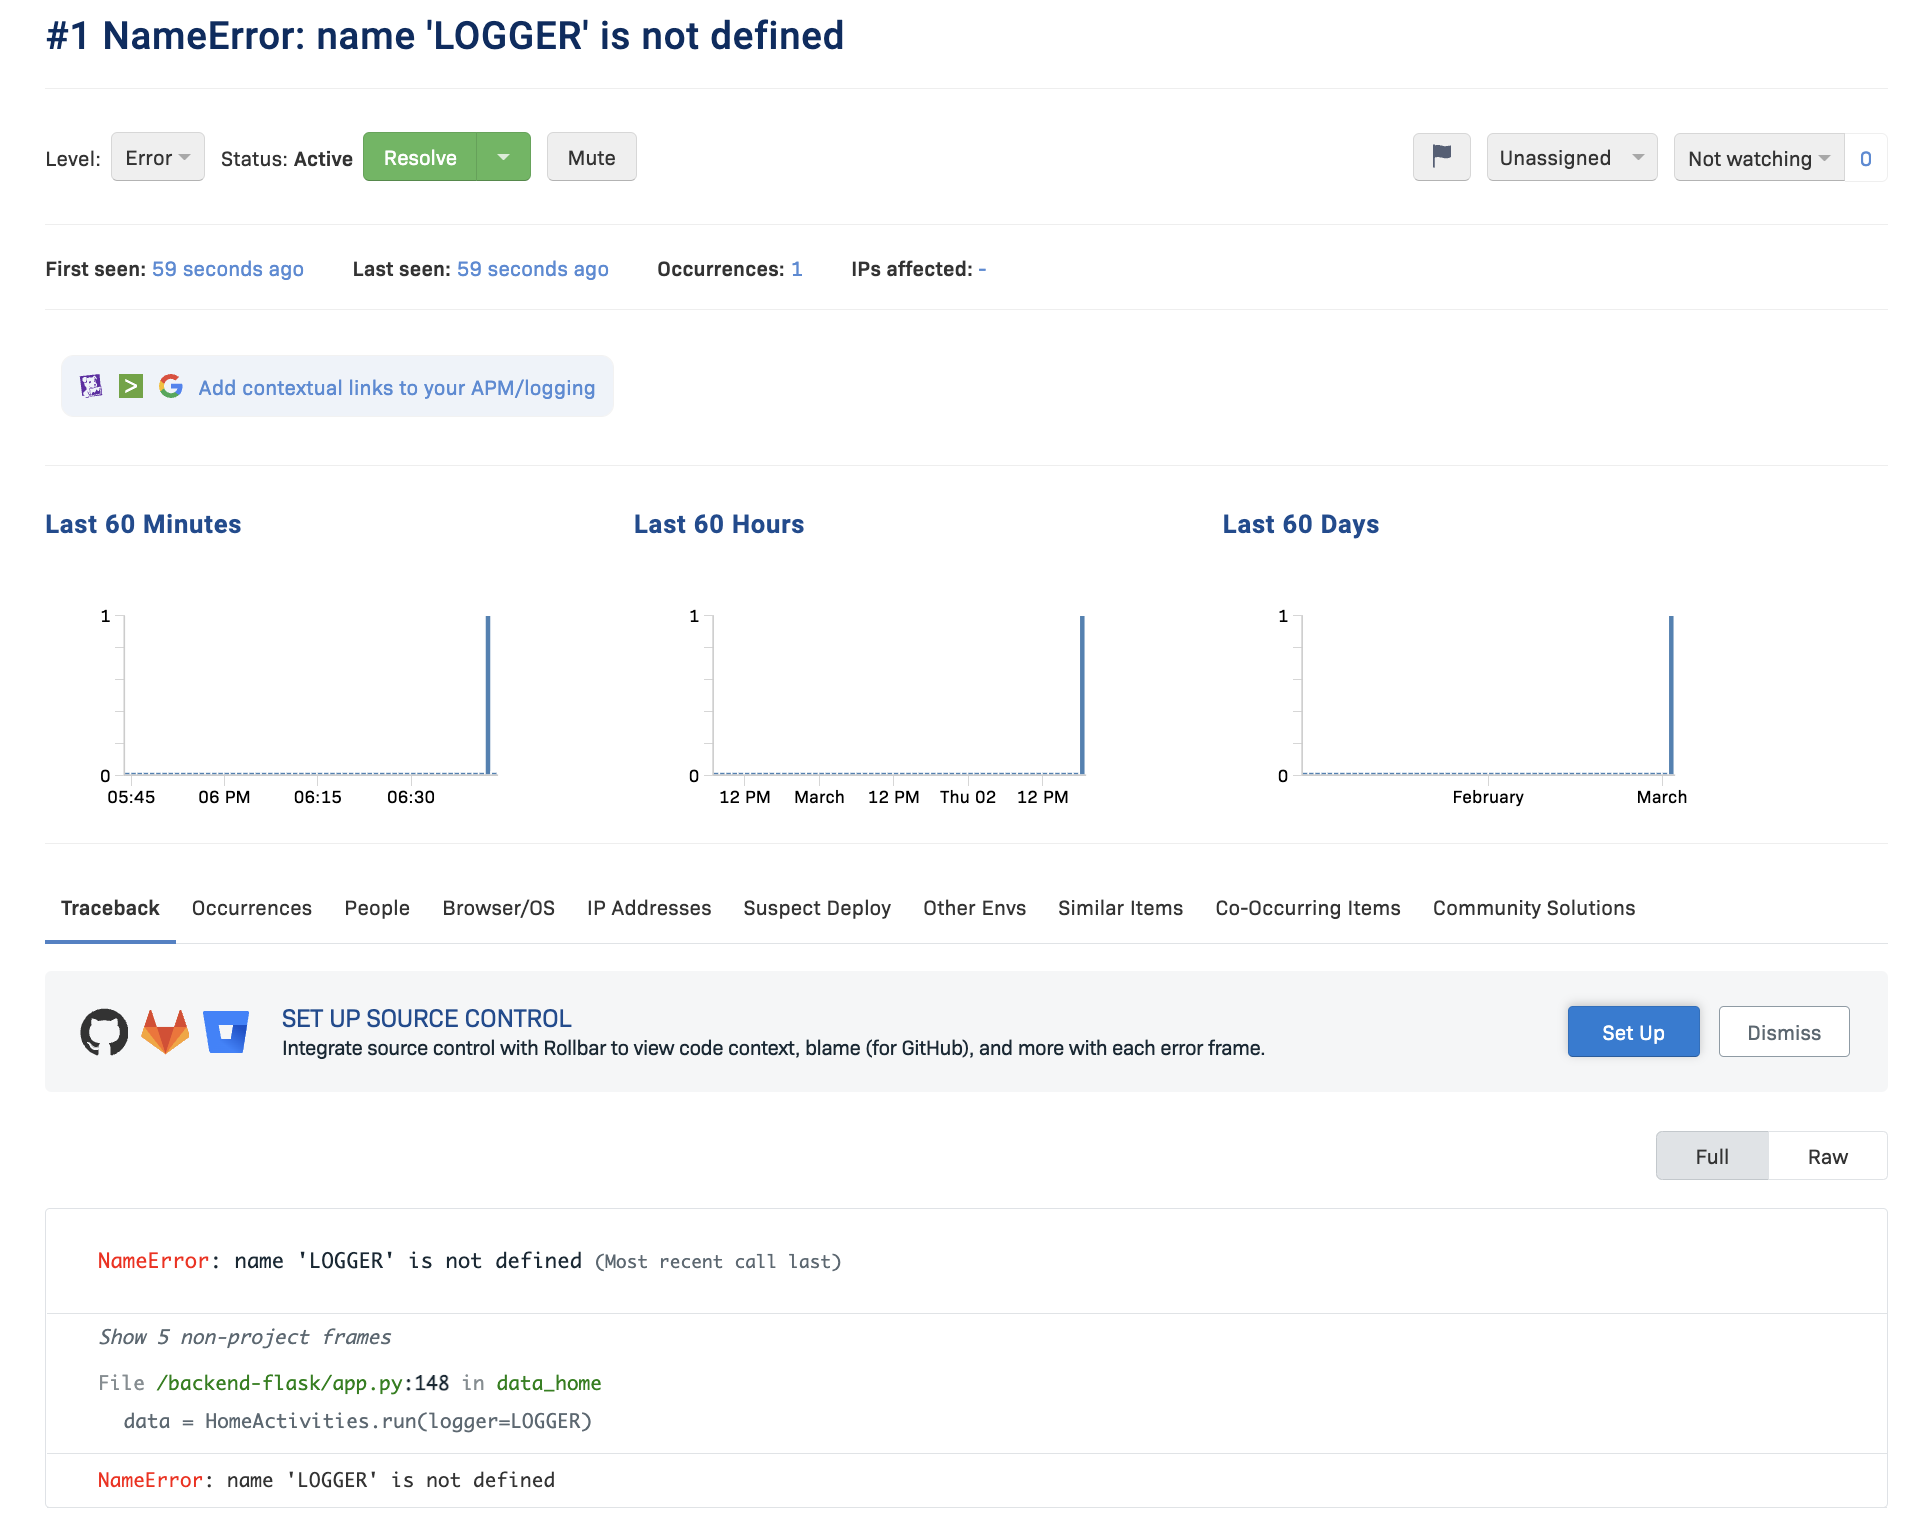 #1 NameError: name 'LOGGER' is not defined
Level: Error Status: Active Resolve Mute Unassigned Not watching 0
First seen: 59 seconds ago Last seen: 59 seconds ago Occurrences: 1 IPs affected: -
Add contextual links to your APM/logging
Last 60 Minutes Last 60 Hours Last 60 Days
1 1 1
0 0 0
05:45 06 PM 06:15 06:30 12 PM March 12 PM Thu 02 12 PM February March
Traceback Occurrences People Browser/OS IP Addresses Suspect Deploy Other Envs Similar Items Co-Occurring Items Community Solutions
SET UP SOURCE CONTROL
Integrate source control with Rollbar to view code context, blame (for GitHub), and more with each error frame.
Set Up Dismiss
Full Raw
NameError: name 'LOGGER' is not defined (Most recent call last)
Show 5 non-project frames
File /backend-flask/app.py:148 in data_home
data = HomeActivities.run(logger=LOGGER)
NameError: name 'LOGGER' is not defined